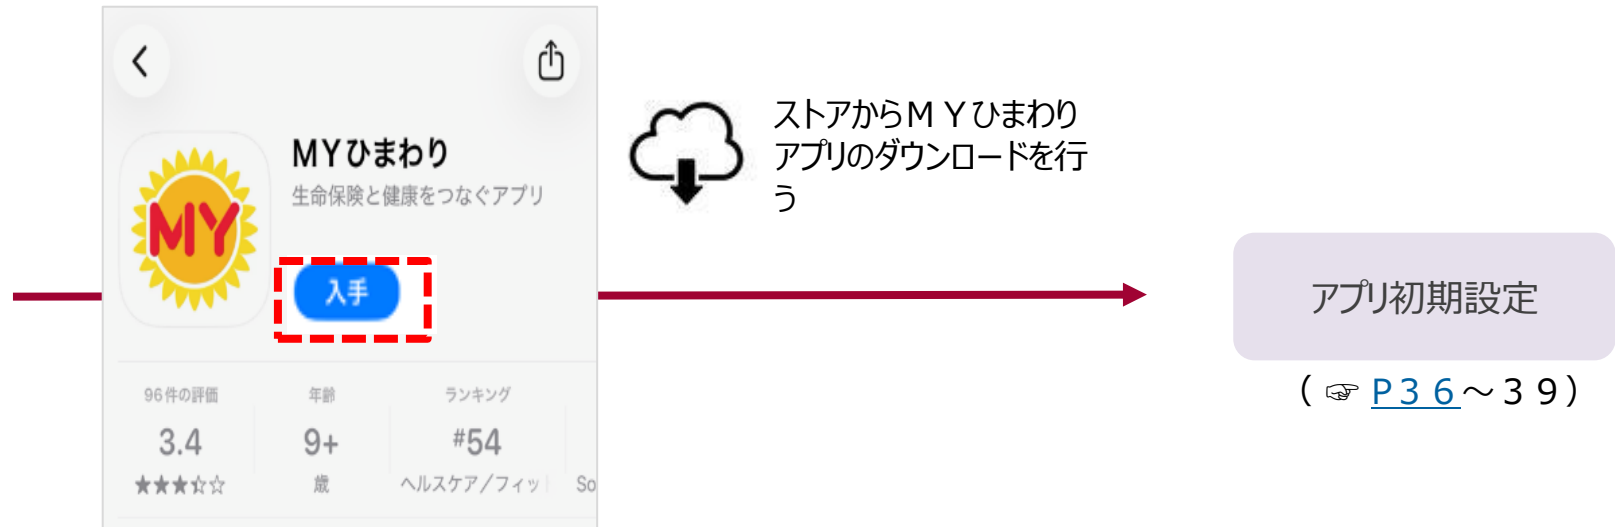 MYひまわり
生命保険と健康をつなぐアプリ
MY
入手
96件の評価
年齢
ランキング
3.4
9+
#54
★★★☆☆
歳
ヘルスケア/フィッ
So
ストアからＭＹひまわり
アプリのダウンロードを行
う
アプリ初期設定
（☞Ｐ３６～３９）